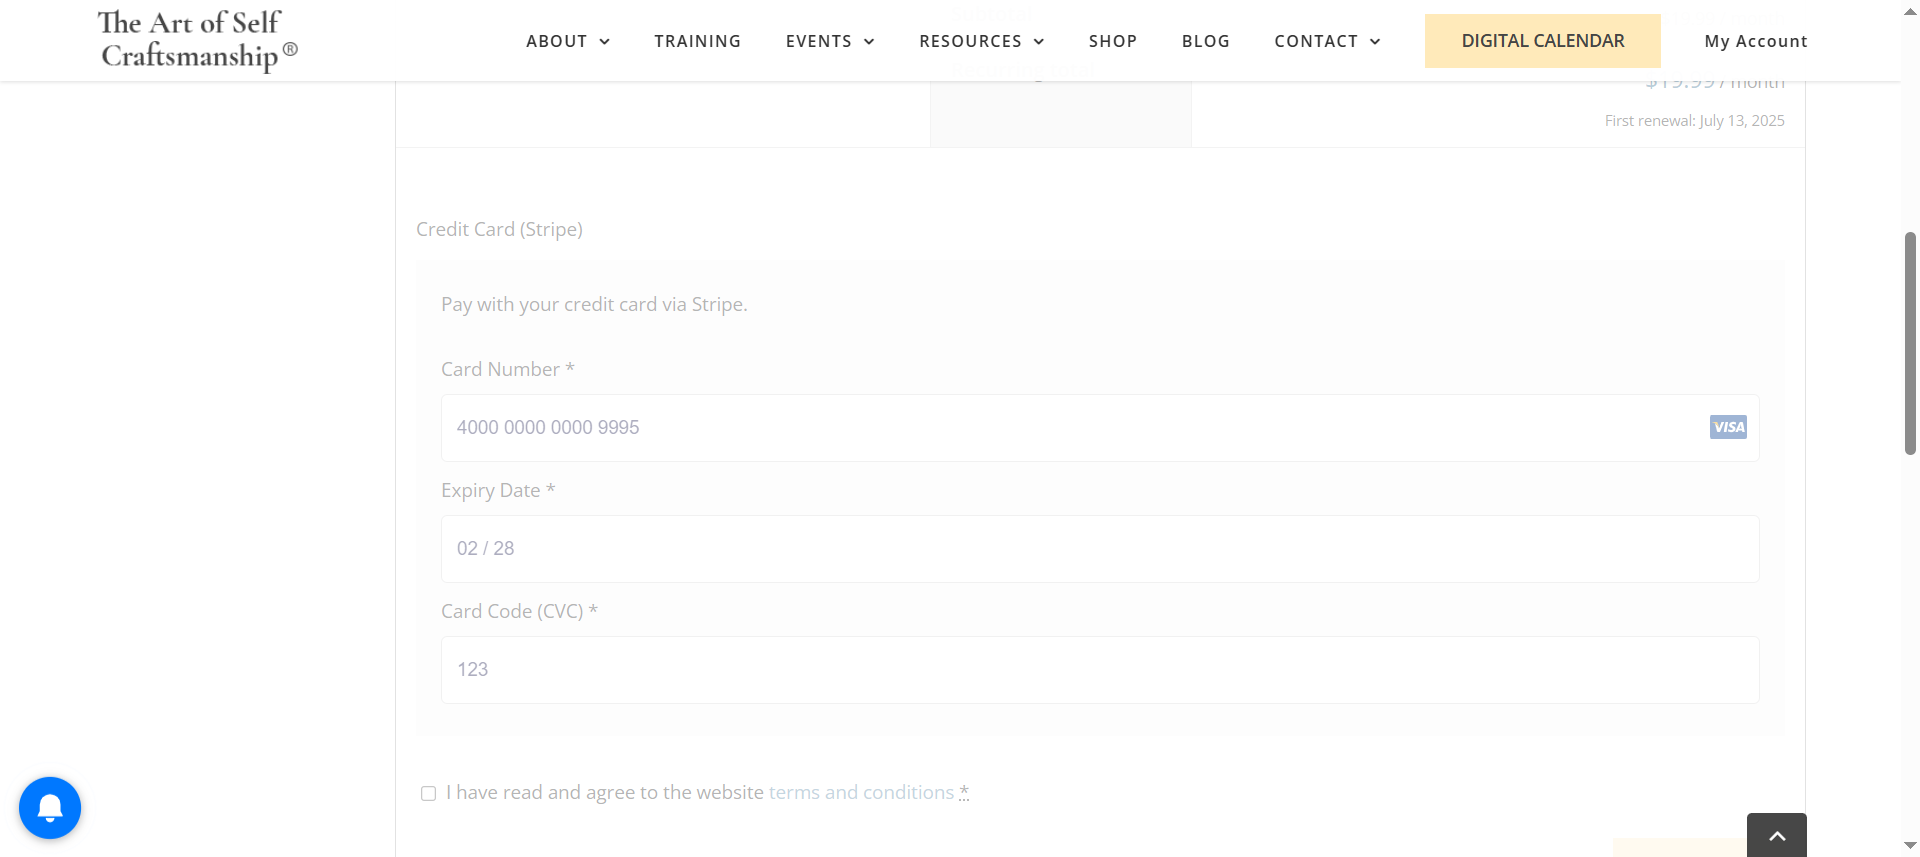 The Art of Self
Craftsmanship®
ABOUT TRAINING EVENTS RESOURCES SHOP BLOG CONTACT DIGITAL CALENDAR My Account
$19.99 / month
First renewal: July 13, 2025
Credit Card (Stripe)
Pay with your credit card via Stripe.
Card Number *
4000 0000 0000 9995
VISA
Expiry Date *
02 / 28
Card Code (CVC) *
123
I have read and agree to the website terms and conditions *